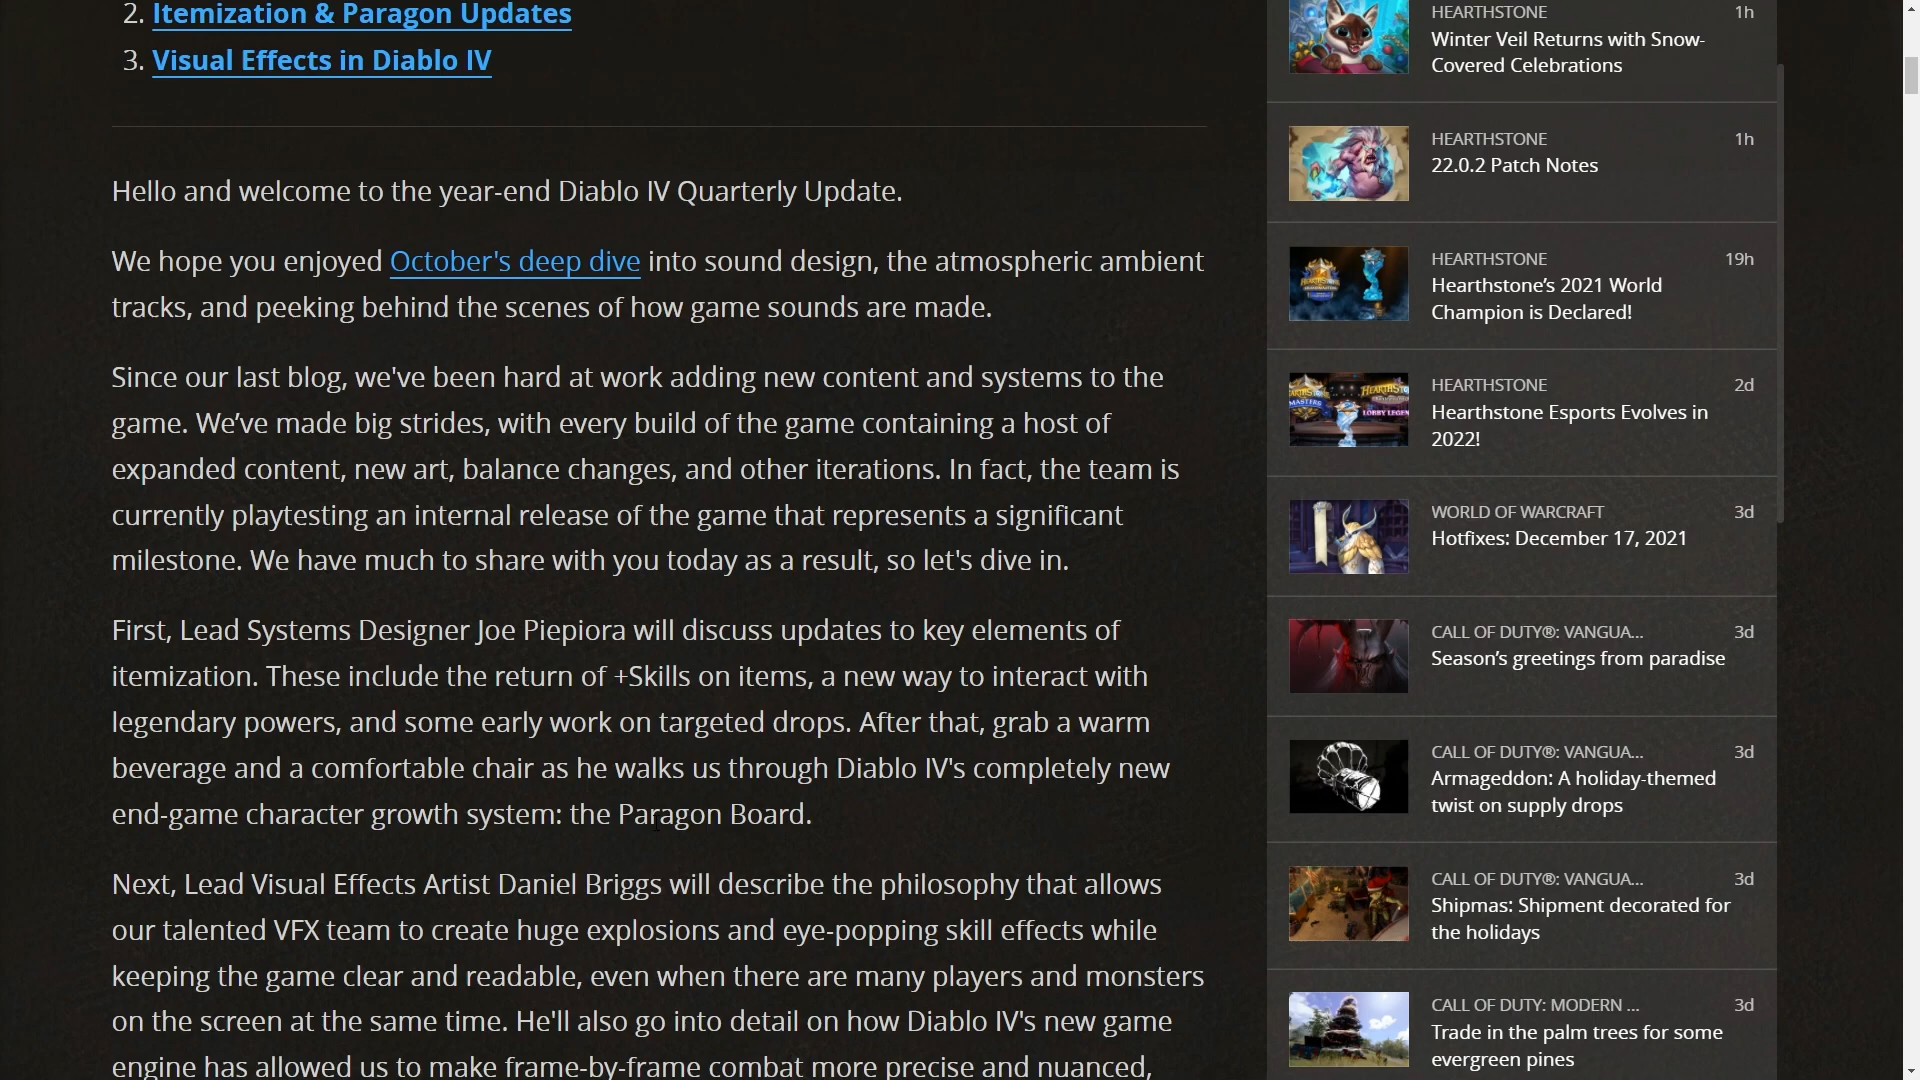 2. Itemization & Paragon Updates
3. Visual Effects in Diablo IV
Hello and welcome to the year-end Diablo IV Quarterly Update.
We hope you enjoyed October's deep dive into sound design, the atmospheric ambient
tracks, and peeking behind the scenes of how game sounds are made.
Since our last blog, we've been hard at work adding new content and systems to the
game. We’ve made big strides, with every build of the game containing a host of
expanded content, new art, balance changes, and other iterations. In fact, the team is
currently playtesting an internal release of the game that represents a significant
milestone. We have much to share with you today as a result, so let's dive in.
First, Lead Systems Designer Joe Piepiora will discuss updates to key elements of
itemization. These include the return of +Skills on items, a new way to interact with
legendary powers, and some early work on targeted drops. After that, grab a warm
beverage and a comfortable chair as he walks us through Diablo IV's completely new
end-game character growth system: the Paragon Board.
Next, Lead Visual Effects Artist Daniel Briggs will describe the philosophy that allows
our talented VFX team to create huge explosions and eye-popping skill effects while
keeping the game clear and readable, even when there are many players and monsters
on the screen at the same time. He'll also go into detail on how Diablo IV's new game
engine has allowed us to make frame-by-frame combat more precise and nuanced,
HEARTHSTONE 1h
Winter Veil Returns with Snow-
Covered Celebrations
HEARTHSTONE 1h
22.0.2 Patch Notes
HEARTHSTONE 19h
Hearthstone’s 2021 World
Champion is Declared!
HEARTHSTONE 2d
Hearthstone Esports Evolves in
2022!
WORLD OF WARCRAFT 3d
Hotfixes: December 17, 2021
CALL OF DUTY®: VANGUA... 3d
Season’s greetings from paradise
CALL OF DUTY®: VANGUA... 3d
Armageddon: A holiday-themed
twist on supply drops
CALL OF DUTY®: VANGUA... 3d
Shipmas: Shipment decorated for
the holidays
CALL OF DUTY: MODERN ... 3d
Trade in the palm trees for some
evergreen pines